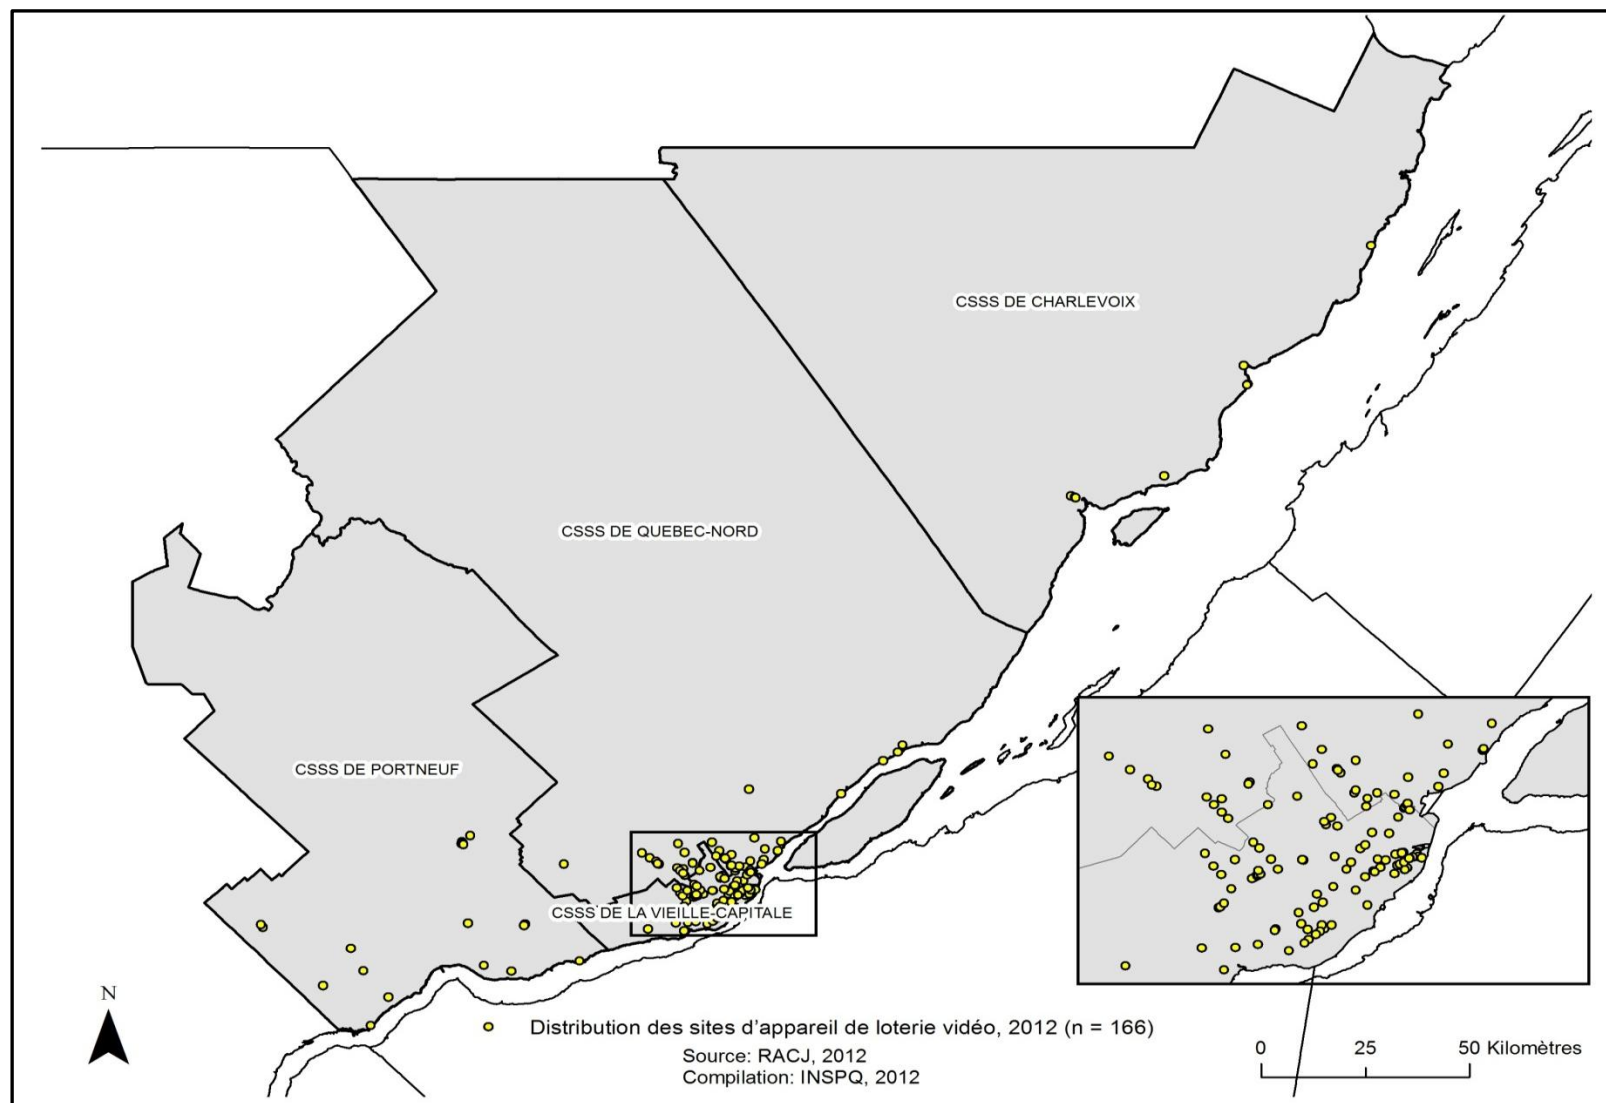 CSSS DE CHARLEVOIX
CSSS DE QUEBEC-NORD
CSSS DE PORTNEUF
CSSS DE LA VIEILLE-CAPITALE
N
Distribution des sites d'appareil de loterie vidéo, 2012 (n = 166)
Source: RACJ, 2012
Compilation: INSPQ, 2012
0 25 50 Kilomètres